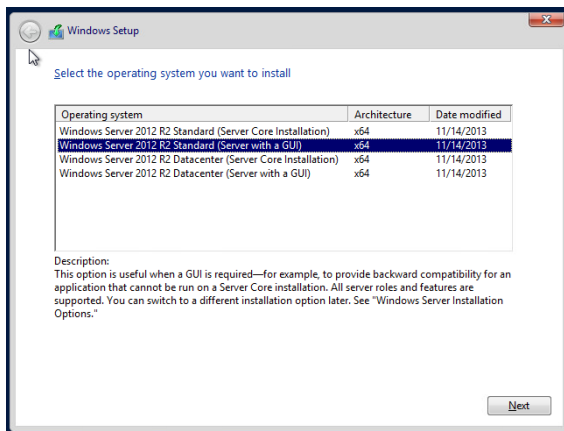 Windows Setup
Select the operating system you want to install
Operating system Architecture Date modified
Windows Server 2012 R2 Standard (Server Core Installation) x64 11/14/2013
Windows Server 2012 R2 Standard (Server with a GUI) x64 11/14/2013
Windows Server 2012 R2 Datacenter (Server Core Installation) x64 11/14/2013
Windows Server 2012 R2 Datacenter (Server with a GUI) x64 11/14/2013
Description:
This option is useful when a GUI is required—for example, to provide backward compatibility for an
application that cannot be run on a Server Core installation. All server roles and features are
supported. You can switch to a different installation option later. See "Windows Server Installation
Options."
Next